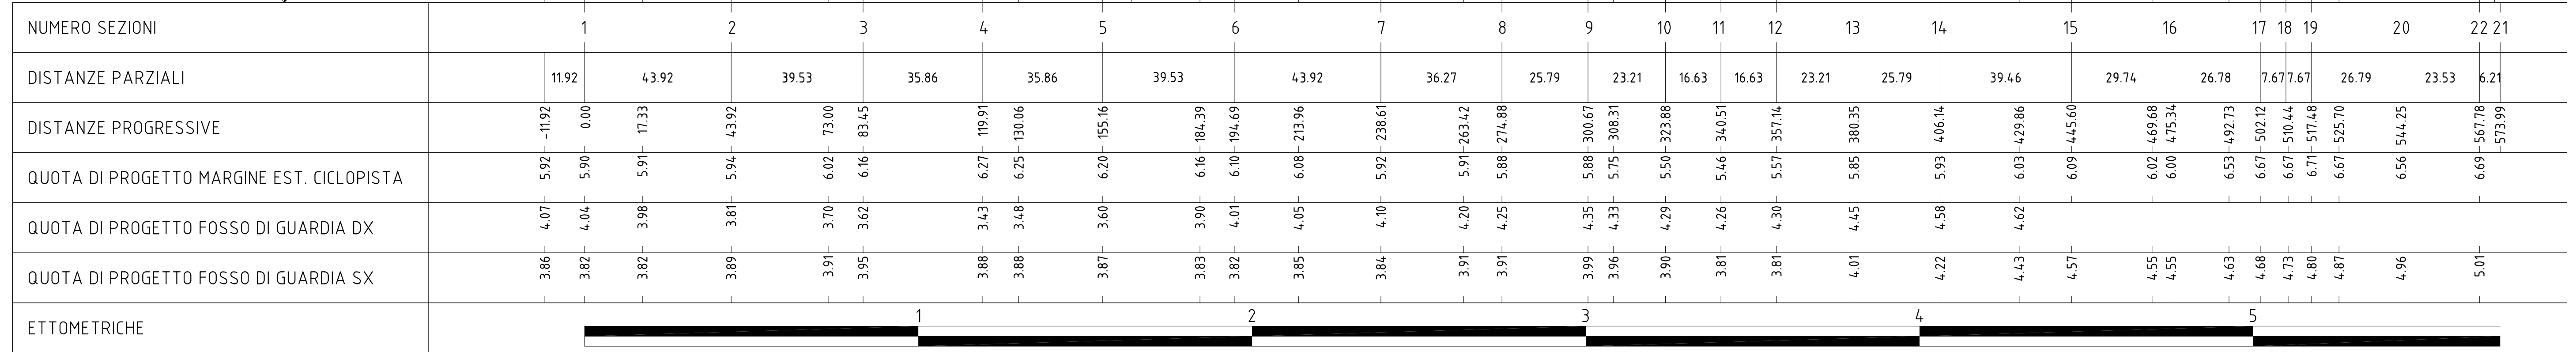 NUMERO SEZIONI 1 2 3 4 5 6 7 8 9 10 11 12 13 14 15 16 17 18 19 20 22 21
DISTANZE PARZIALI 11.92 43.92 39.53 35.86 35.86 39.53 43.92 36.27 25.79 23.21 16.63 16.63 23.21 25.79 39.46 29.74 26.78 7.67 7.67 26.79 23.53 6.21
DISTANZE PROGRESSIVE -11.92 0.00 17.33 43.92 73.00 83.45 119.91 130.06 155.16 184.39 194.69 213.96 238.61 263.42 274.88 300.67 308.31 323.88 340.51 357.14 380.35 406.14 429.86 445.60 469.68 475.34 492.73 502.12 510.44 517.48 525.70 544.25 567.78 573.99
QUOTA DI PROGETTO MARGINE EST. CICLOPISTA 5.92 5.90 5.91 5.94 6.02 6.16 6.27 6.25 6.20 6.16 6.10 6.08 5.92 5.91 5.88 5.88 5.75 5.50 5.46 5.57 5.85 5.93 6.03 6.09 6.02 6.00 6.53 6.67 6.67 6.71 6.67 6.56 6.69
QUOTA DI PROGETTO FOSSO DI GUARDIA DX 4.07 4.04 3.98 3.81 3.70 3.62 3.43 3.48 3.60 3.90 4.01 4.05 4.10 4.20 4.25 4.35 4.33 4.29 4.26 4.30 4.45 4.58 4.62
QUOTA DI PROGETTO FOSSO DI GUARDIA SX 3.86 3.82 3.82 3.89 3.91 3.95 3.88 3.88 3.87 3.83 3.82 3.85 3.84 3.91 3.91 3.99 3.96 3.90 3.81 3.81 4.01 4.22 4.43 4.57 4.55 4.55 4.63 4.68 4.73 4.80 4.87 4.96 5.01
ETTOMETRICHE 1 2 3 4 5